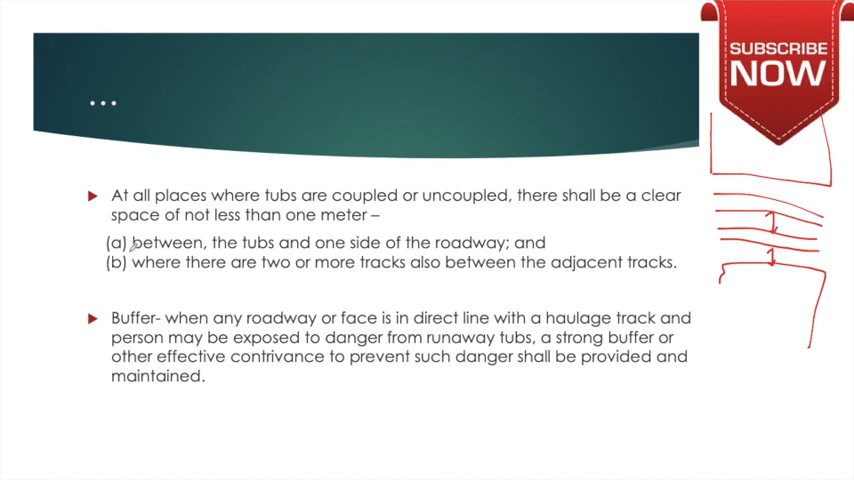 SUBSCRIBE
NOW
...
At all places where tubs are coupled or uncoupled, there shall be a clear
space of not less than one meter –
(a) between, the tubs and one side of the roadway; and
(b) where there are two or more tracks also between the adjacent tracks.
Buffer- when any roadway or face is in direct line with a haulage track and
person may be exposed to danger from runaway tubs, a strong buffer or
other effective contrivance to prevent such danger shall be provided and
maintained.